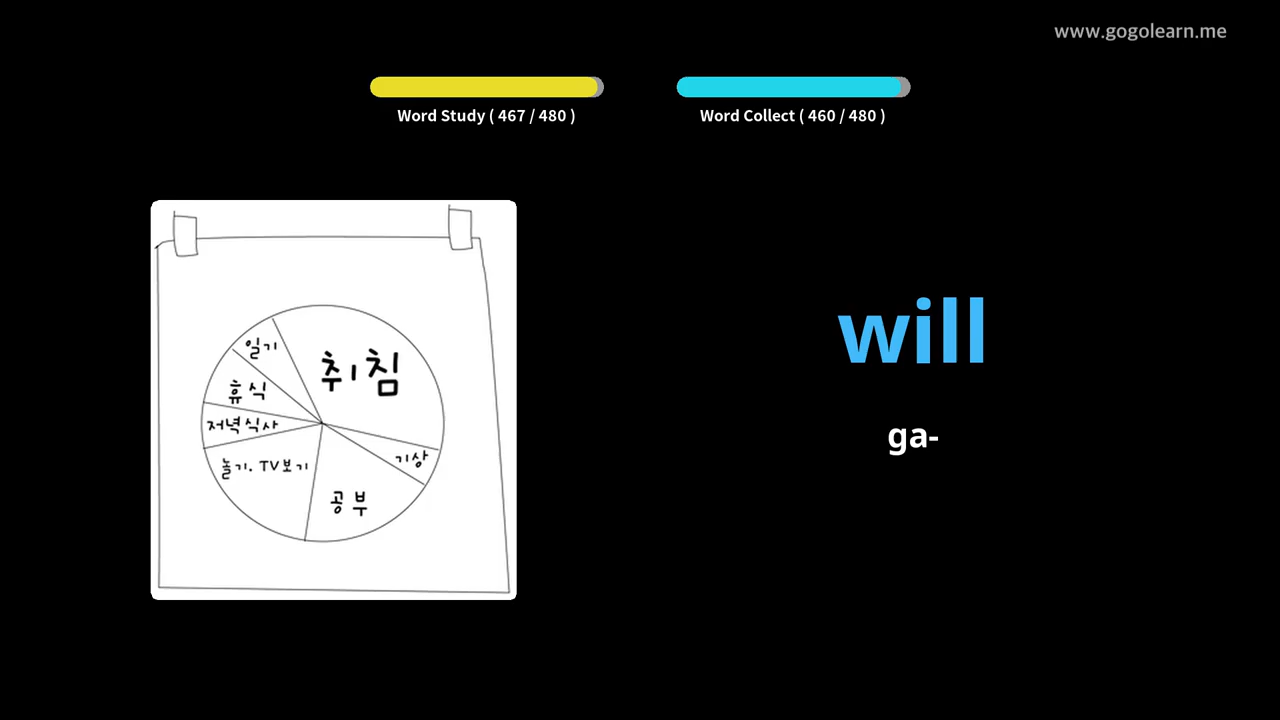 www.gogolearn.me
Word Study ( 467 / 480 )
Word Collect ( 460 / 480 )
일기
취침
휴식
저녁식사
놀기. TV보기
기상
공부
will
ga-